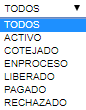 TODOS
TODOS
ACTIVO
COTEJADO
ENPROCESO
LIBERADO
PAGADO
RECHAZADO